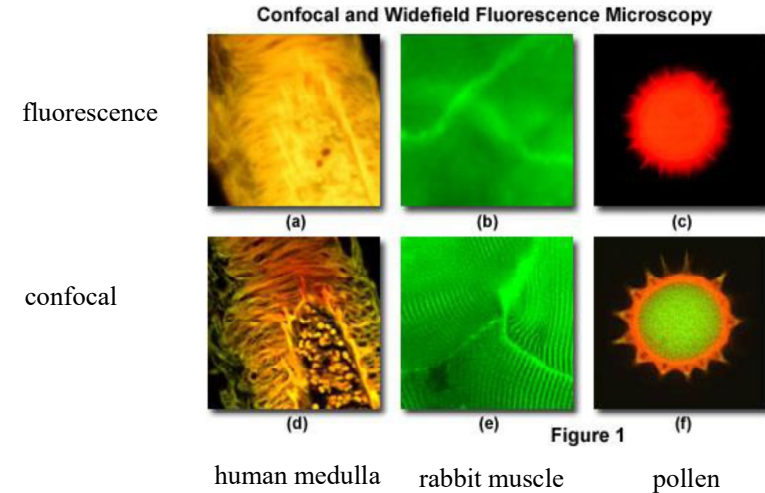 Confocal and Widefield Fluorescence Microscopy
fluorescence
(a) (b) (c)
confocal
(d) (e) (f)
Figure 1
human medulla rabbit muscle pollen